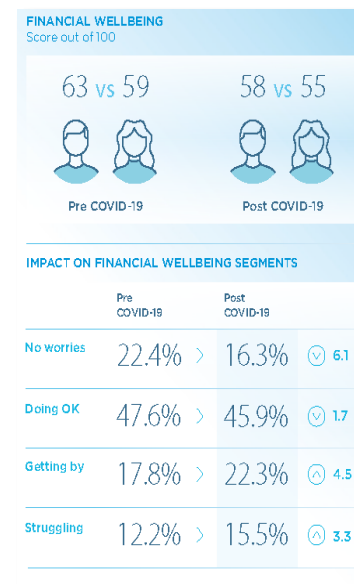 FINANCIAL WELLBEING
Score out of 100
63 vs 59 58 vs 55
Pre COVID-19 Post COVID-19
IMPACT ON FINANCIAL WELLBEING SEGMENTS
Pre Post
COVID-19 COVID-19
No worries 22.4% > 16.3% 6.1
Doing OK 47.6% > 45.9% 1.7
Getting by 17.8% > 22.3% 4.5
Struggling 12.2% > 15.5% 3.3